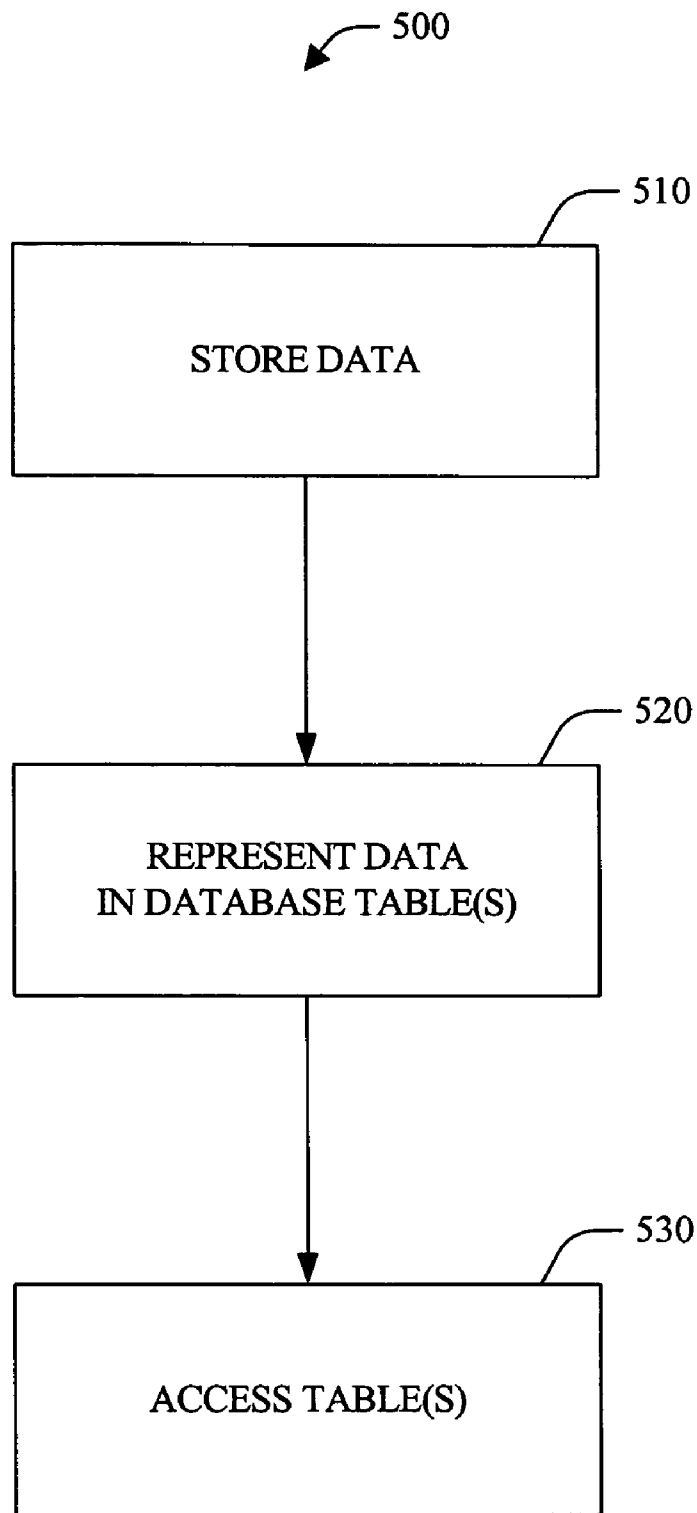 500
510
STORE DATA
520
REPRESENT DATA
IN DATABASE TABLE(S)
530
ACCESS TABLE(S)